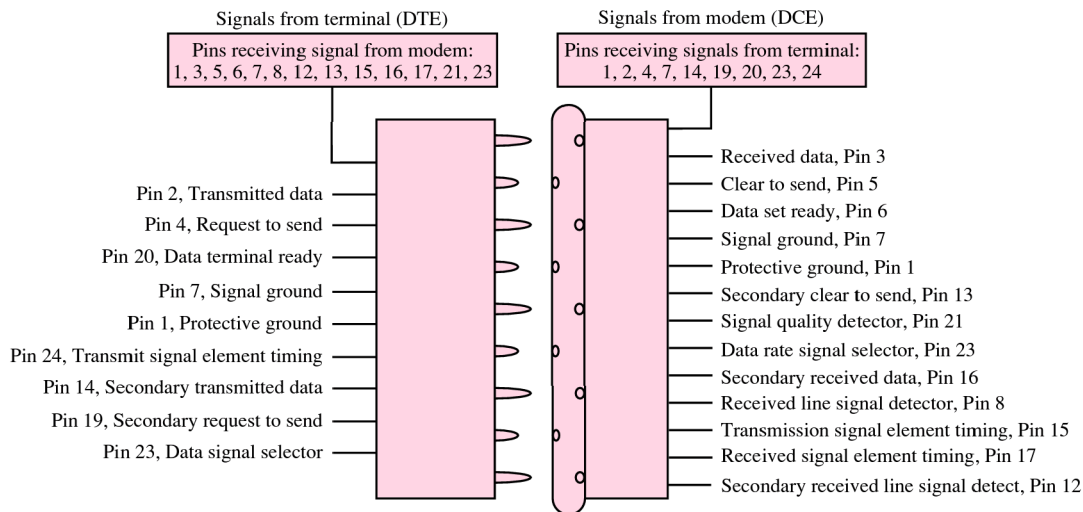 Signals from terminal (DTE)
Pins receiving signal from modem:
1, 3, 5, 6, 7, 8, 12, 13, 15, 16, 17, 21, 23
Pin 2, Transmitted data
Pin 4, Request to send
Pin 20, Data terminal ready
Pin 7, Signal ground
Pin 1, Protective ground
Pin 24, Transmit signal element timing
Pin 14, Secondary transmitted data
Pin 19, Secondary request to send
Pin 23, Data signal selector
Signals from modem (DCE)
Pins receiving signals from terminal:
1, 2, 4, 7, 14, 19, 20, 23, 24
Received data, Pin 3
Clear to send, Pin 5
Data set ready, Pin 6
Signal ground, Pin 7
Protective ground, Pin 1
Secondary clear to send, Pin 13
Signal quality detector, Pin 21
Data rate signal selector, Pin 23
Secondary received data, Pin 16
Received line signal detector, Pin 8
Transmission signal element timing, Pin 15
Received signal element timing, Pin 17
Secondary received line signal detect, Pin 12